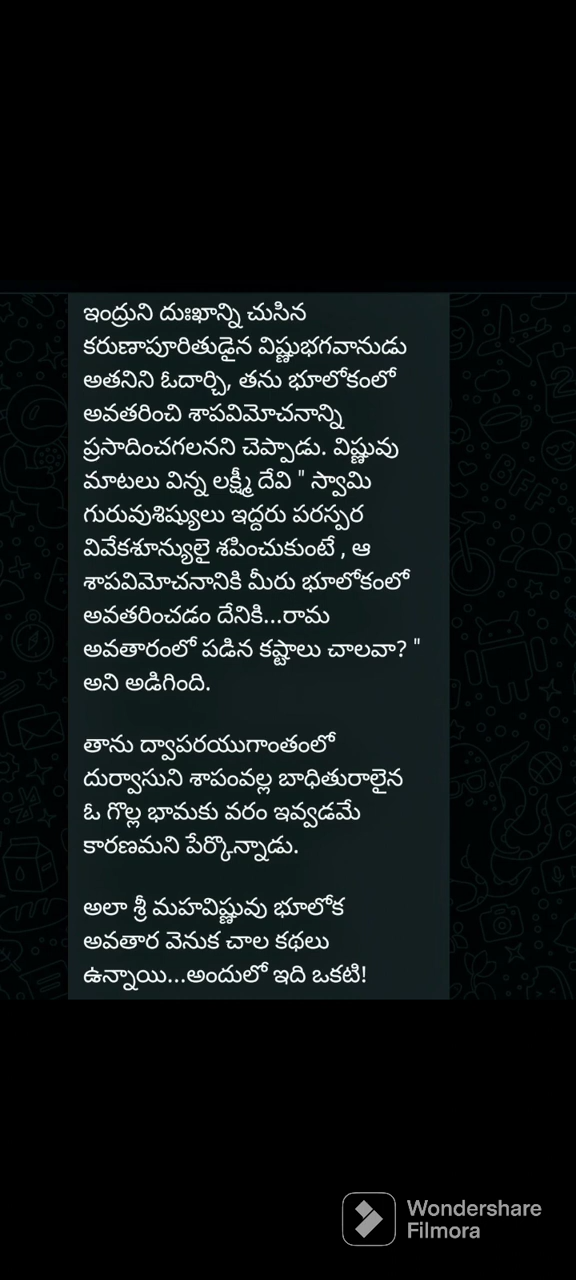 ఇంద్రుని దుఃఖాన్ని చుసిన
కరుణాపూరితుడైన విష్ణుభగవానుడు
అతనిని ఓదార్చి, తను భూలోకంలో
అవతరించి శాపవిమోచనాన్ని
ప్రసాదించగలనని చెప్పాడు. విష్ణువు
మాటలు విన్న లక్ష్మీ దేవి " స్వామి
గురువుశిష్యులు ఇద్దరు పరస్పర
వివేకశూన్యులై శపించుకుంటే , ఆ
శాపవిమోచనానికి మీరు భూలోకంలో
అవతరించడం దేనికి...రామ
అవతారంలో పడిన కష్టాలు చాలవా? "
అని అడిగింది.
తాను ద్వాపరయుగాంతంలో
దుర్వాసుని శాపంవల్ల బాధితురాలైన
ఓ గొల్ల భామకు వరం ఇవ్వడమే
కారణమని పేర్కొన్నాడు.
అలా శ్రీ మహవిష్ణువు భూలోక
అవతార వెనుక చాల కథలు
ఉన్నాయి...అందులో ఇది ఒకటి!
Wondershare
Filmora